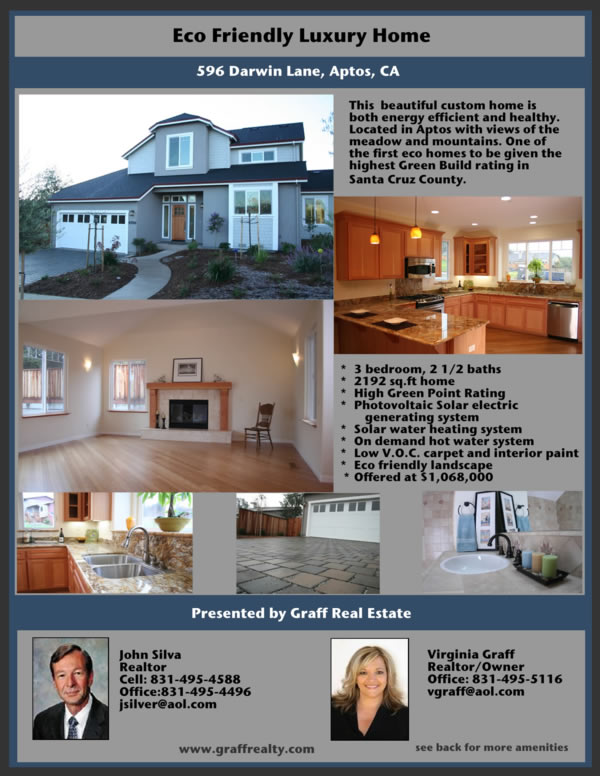 Eco Friendly Luxury Home
596 Darwin Lane, Aptos, CA
This beautiful custom home is
both energy efficient and healthy.
Located in Aptos with views of the
meadow and mountains. One of
the first eco homes to be given the
highest Green Build rating in
Santa Cruz County.
* 3 bedroom, 2 1/2 baths
* 2192 sq.ft home
* High Green Point Rating
* Photovoltaic Solar electric
generating system
* Solar water heating system
* On demand hot water system
* Low V.O.C. carpet and interior paint
* Eco friendly landscape
* Offered at $1,068,000
Presented by Graff Real Estate
John Silva
Realtor
Cell: 831-495-4588
Office:831-495-4496
jsilver@aol.com
Virginia Graff
Realtor/Owner
Office: 831-495-5116
vgraff@aol.com
www.graffrealty.com
see back for more amenities